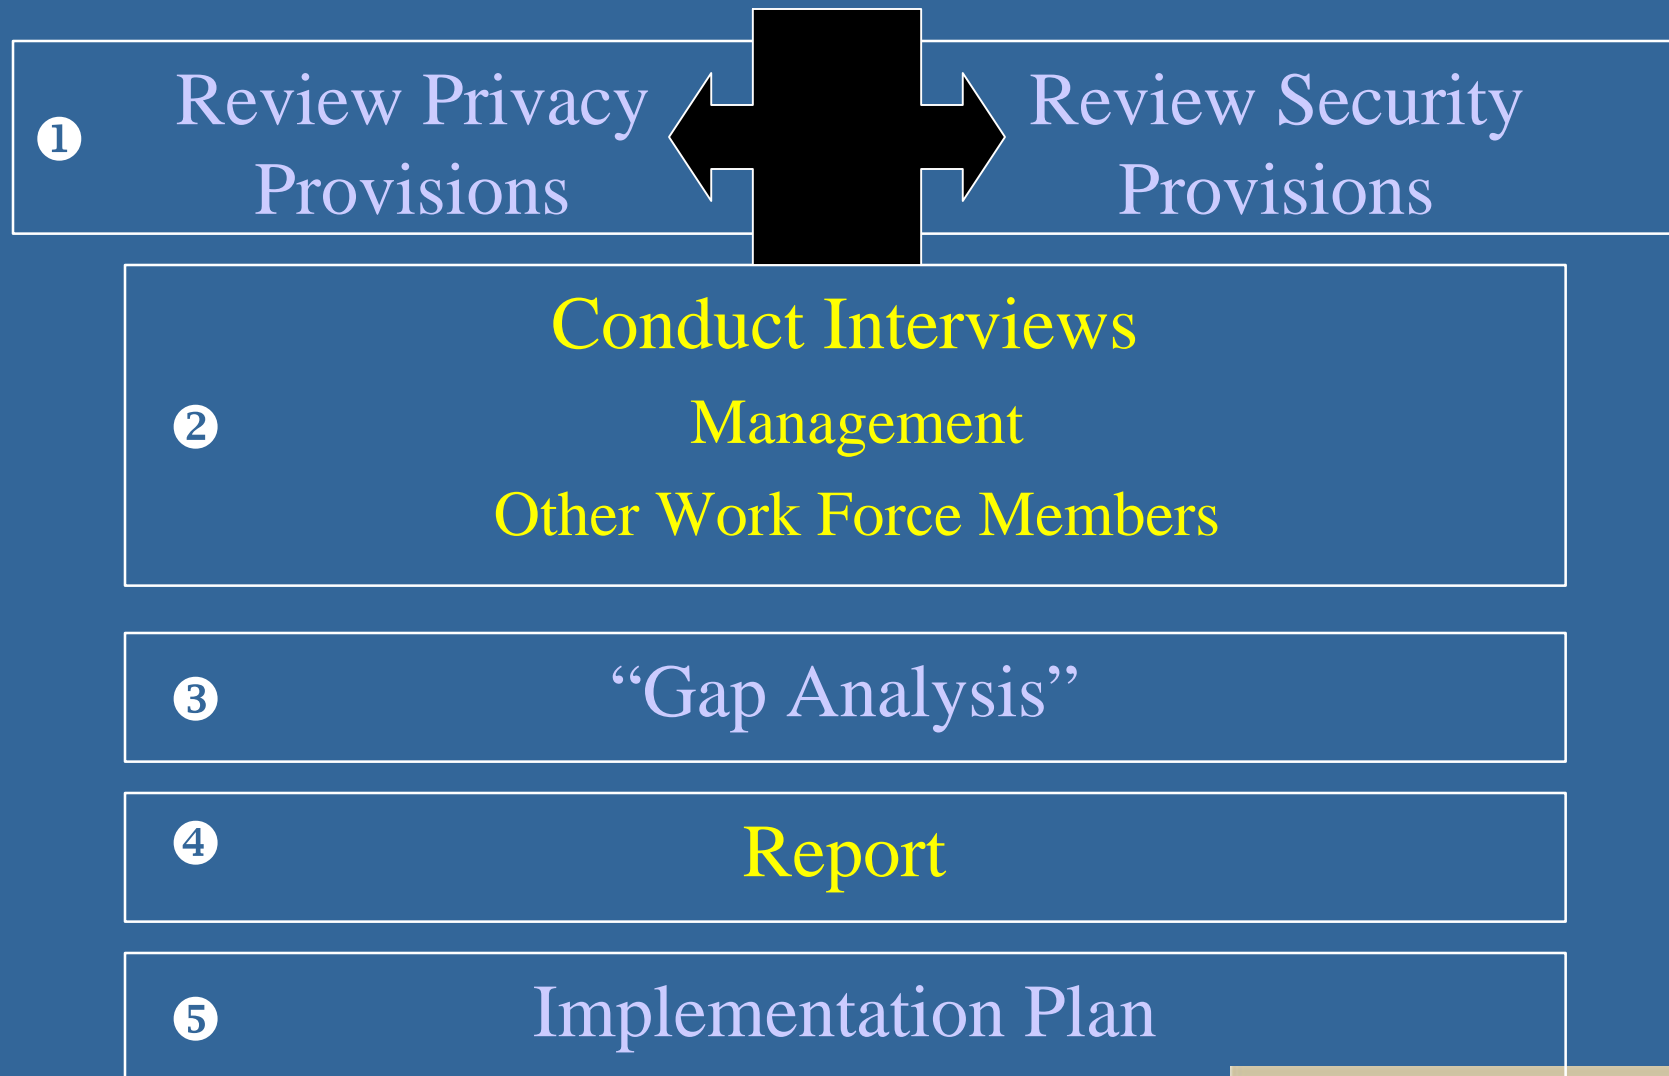 ❶
Review Privacy
Provisions
Review Security
Provisions
Conduct Interviews
❷
Management
Other Work Force Members
❸
“Gap Analysis”
❹
Report
❺
Implementation Plan